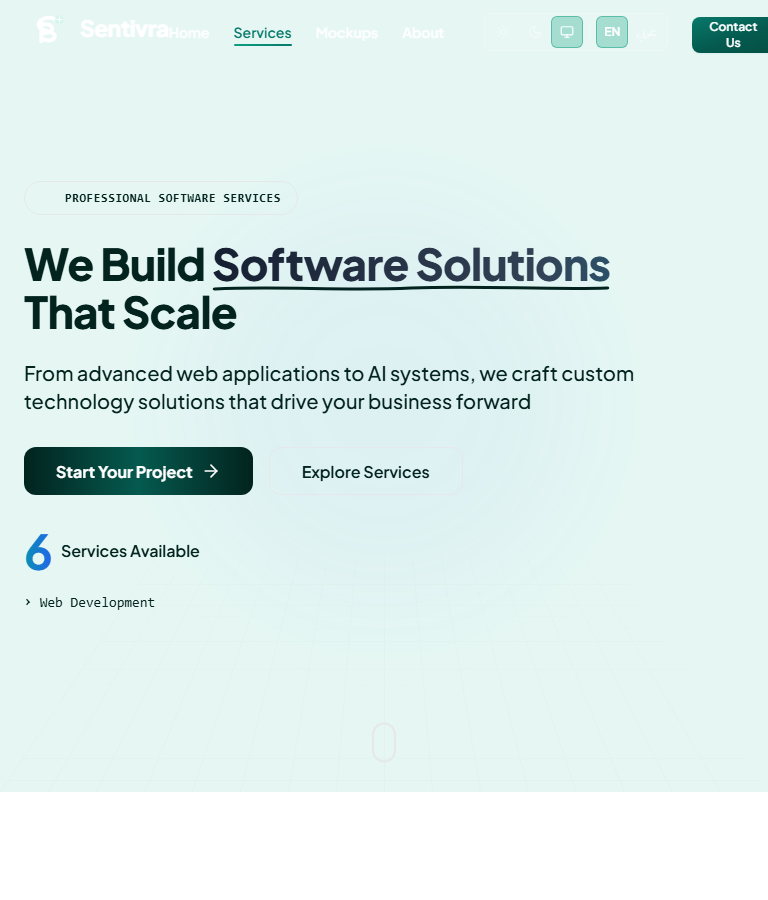 Sentivra Home Services Mockups About EN عربي Contact Us
PROFESSIONAL SOFTWARE SERVICES
We Build Software Solutions
That Scale
From advanced web applications to AI systems, we craft custom
technology solutions that drive your business forward
Start Your Project Explore Services
6 Services Available
Web Development